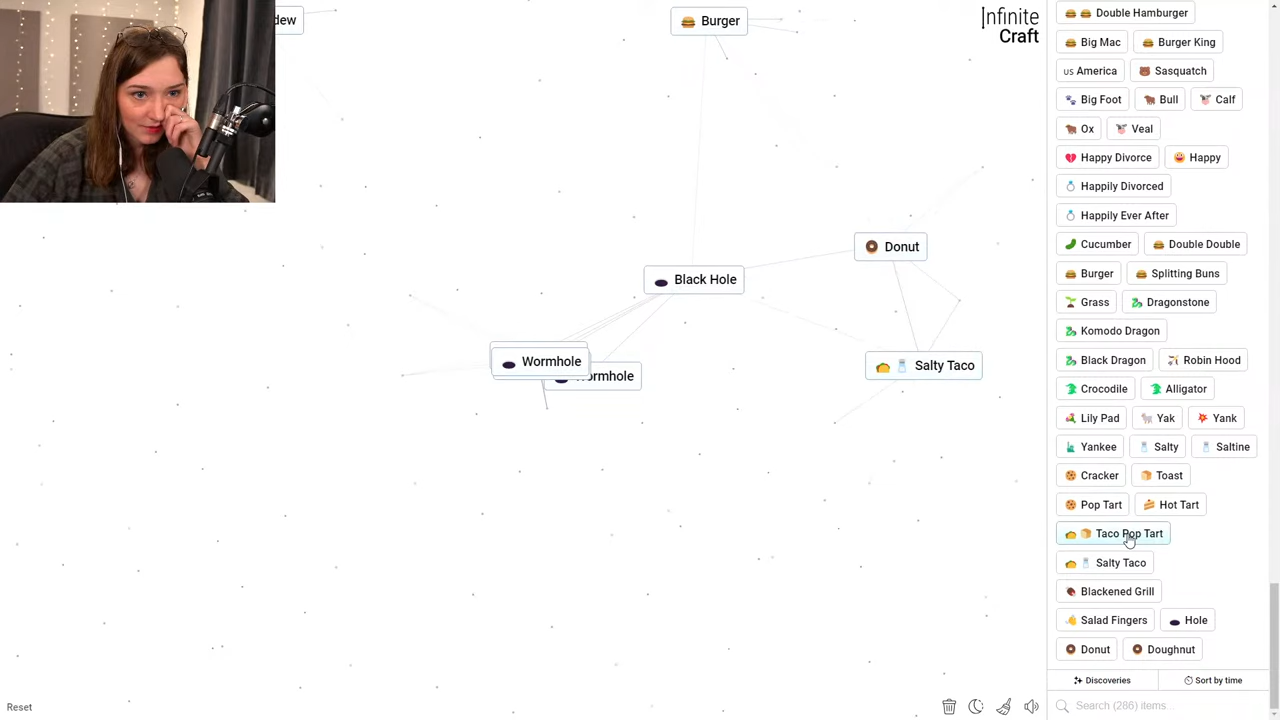 dew
Burger
Infinite
Craft
Double Hamburger
Big Mac
Burger King
US America
Sasquatch
Big Foot
Bull
Calf
Ox
Veal
Happy Divorce
Happy
Happily Divorced
Happily Ever After
Cucumber
Double Double
Burger
Splitting Buns
Grass
Dragonstone
Komodo Dragon
Black Dragon
Robin Hood
Crocodile
Alligator
Lily Pad
Yak
Yank
Yankee
Salty
Saltine
Cracker
Toast
Pop Tart
Hot Tart
Taco Pop Tart
Salty Taco
Blackened Grill
Salad Fingers
Hole
Donut
Doughnut
Donut
Black Hole
Wormhole
Wormhole
Salty Taco
Reset
Discoveries
Sort by time
Search (286) items...